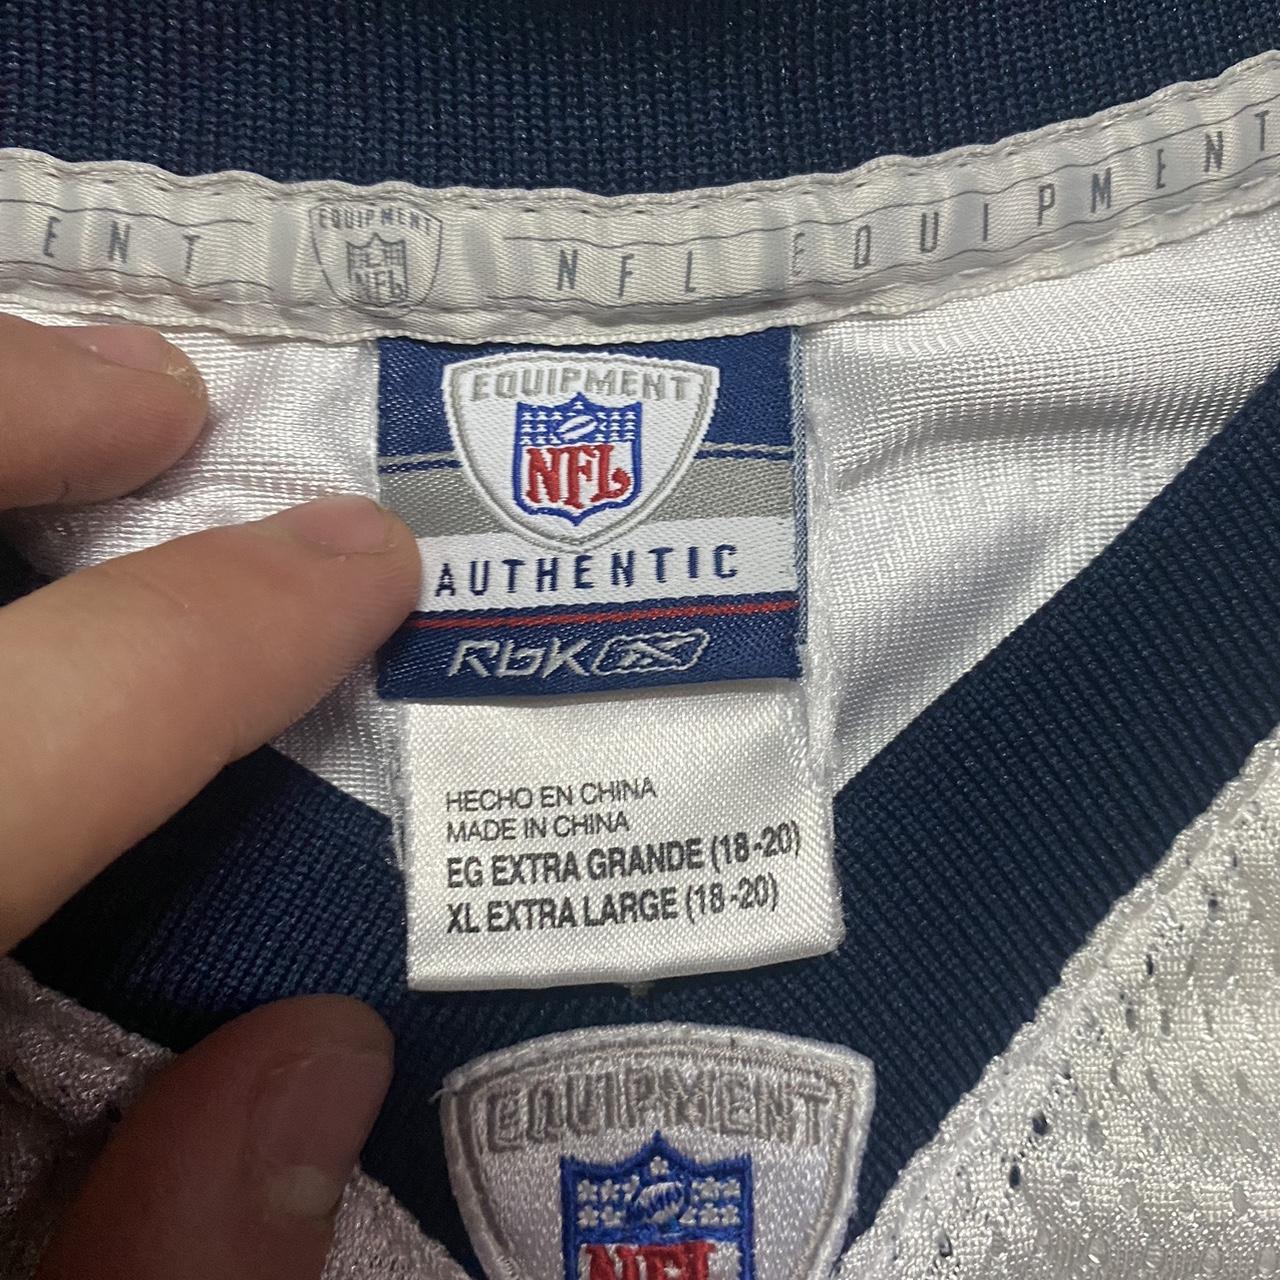 ENT EQUIPMENT NFL NFL EQUIPMENT
EQUIPMENT
NFL
AUTHENTIC
RbK
HECHO EN CHINA
MADE IN CHINA
EG EXTRA GRANDE (18-20)
XL EXTRA LARGE (18-20)
EQUIPMENT
NFL